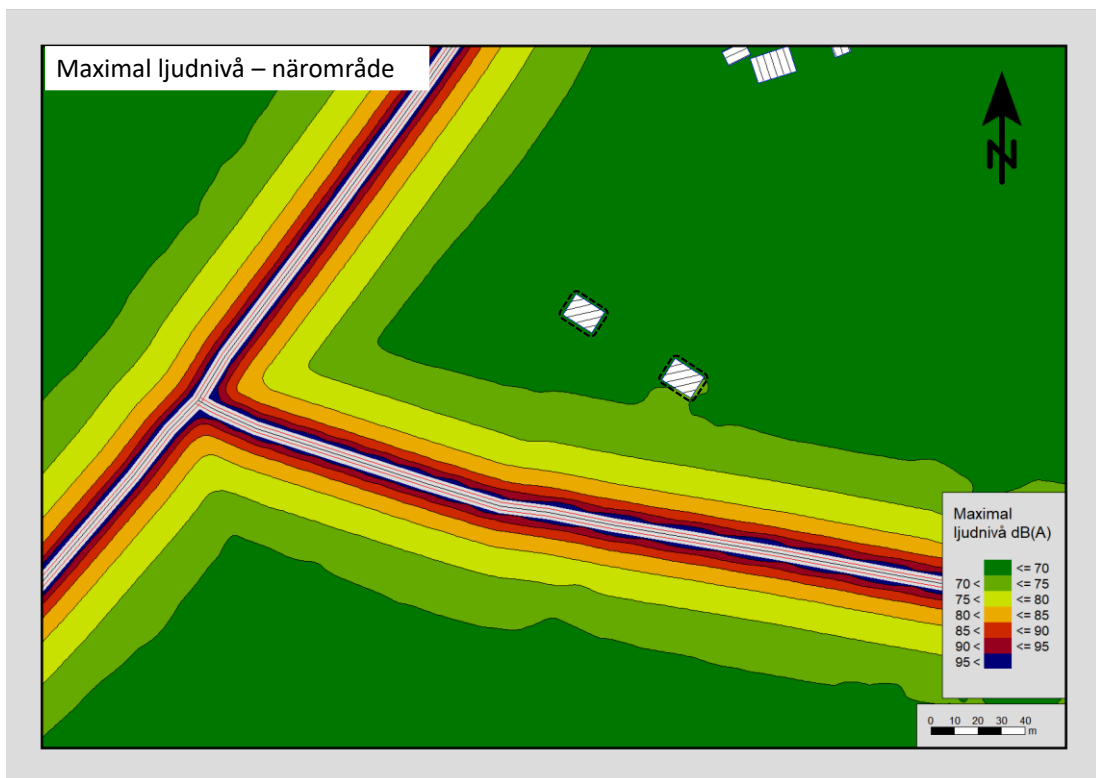 Maximal ljudnivå – närområde
N
Maximal
ljudnivå dB(A)
<= 70
70 < <= 75
75 < <= 80
80 < <= 85
85 < <= 90
90 < <= 95
95 <
0 10 20 30 40
m